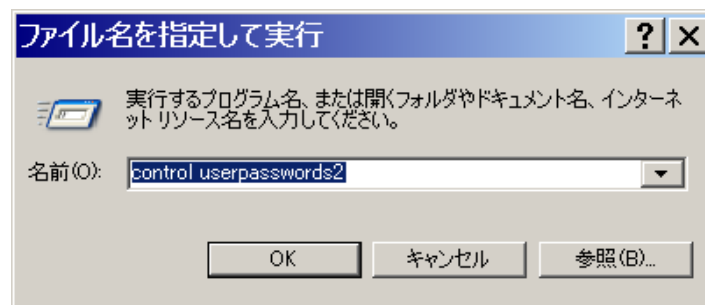 ファイル名を指定して実行
実行するプログラム名、または開くフォルダやドキュメント名、インターネ
ット リソース名を入力してください。
名前(O): control userpasswords2
OK キャンセル 参照(B)...